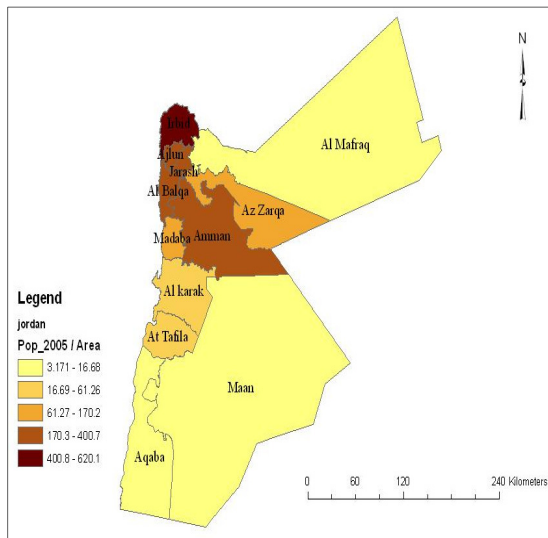 N
Irbid
Al Mafraq
Ajlun
Jarash
Al Balqa
Az Zarqa
Madaba
Amman
Al karak
At Tafila
Maan
Aqaba
Legend
jordan
Pop_2005 / Area
3.171 - 16.68
16.69 - 61.26
61.27 - 170.2
170.3 - 400.7
400.8 - 620.1
0 60 120 240 Kilometers